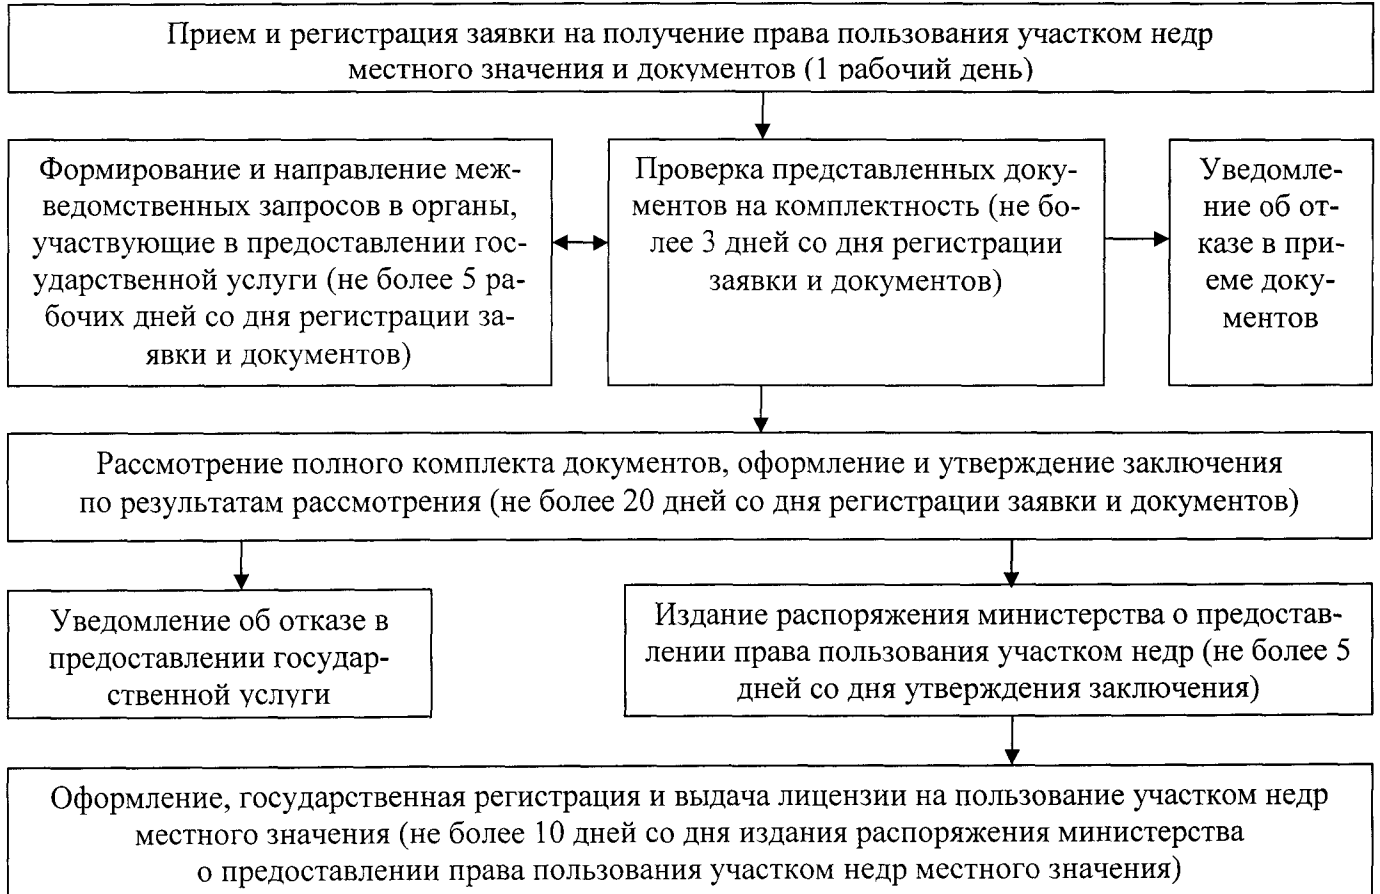 Прием и регистрация заявки на получение права пользования участком недр
местного значения и документов (1 рабочий день)
Формирование и направление меж-
ведомственных запросов в органы,
участвующие в предоставлении гос-
ударственной услуги (не более 5 ра-
бочих дней со дня регистрации за-
явки и документов)
Проверка представленных доку-
ментов на комплектность (не бо-
лее 3 дней со дня регистрации
заявки и документов)
Уведомле-
ние об от-
казе в при-
еме доку-
ментов
Рассмотрение полного комплекта документов, оформление и утверждение заключения
по результатам рассмотрения (не более 20 дней со дня регистрации заявки и документов)
Уведомление об отказе в
предоставлении государ-
ственной услуги
Издание распоряжения министерства о предостав-
лении права пользования участком недр (не более 5
дней со дня утверждения заключения)
Оформление, государственная регистрация и выдача лицензии на пользование участком недр
местного значения (не более 10 дней со дня издания распоряжения министерства
о предоставлении права пользования участком недр местного значения)